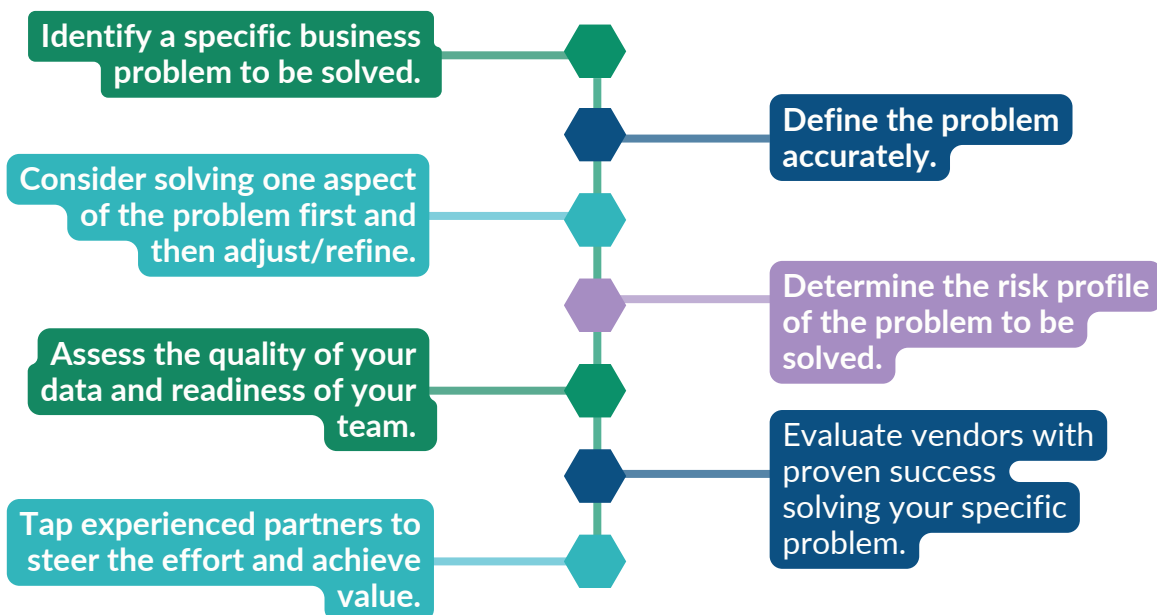 Identify a specific business
problem to be solved.
Define the problem
accurately.
Consider solving one aspect
of the problem first and
then adjust/refine.
Determine the risk profile
of the problem to be
solved.
Assess the quality of your
data and readiness of your
team.
Evaluate vendors with
proven success
solving your specific
problem.
Tap experienced partners to
steer the effort and achieve
value.